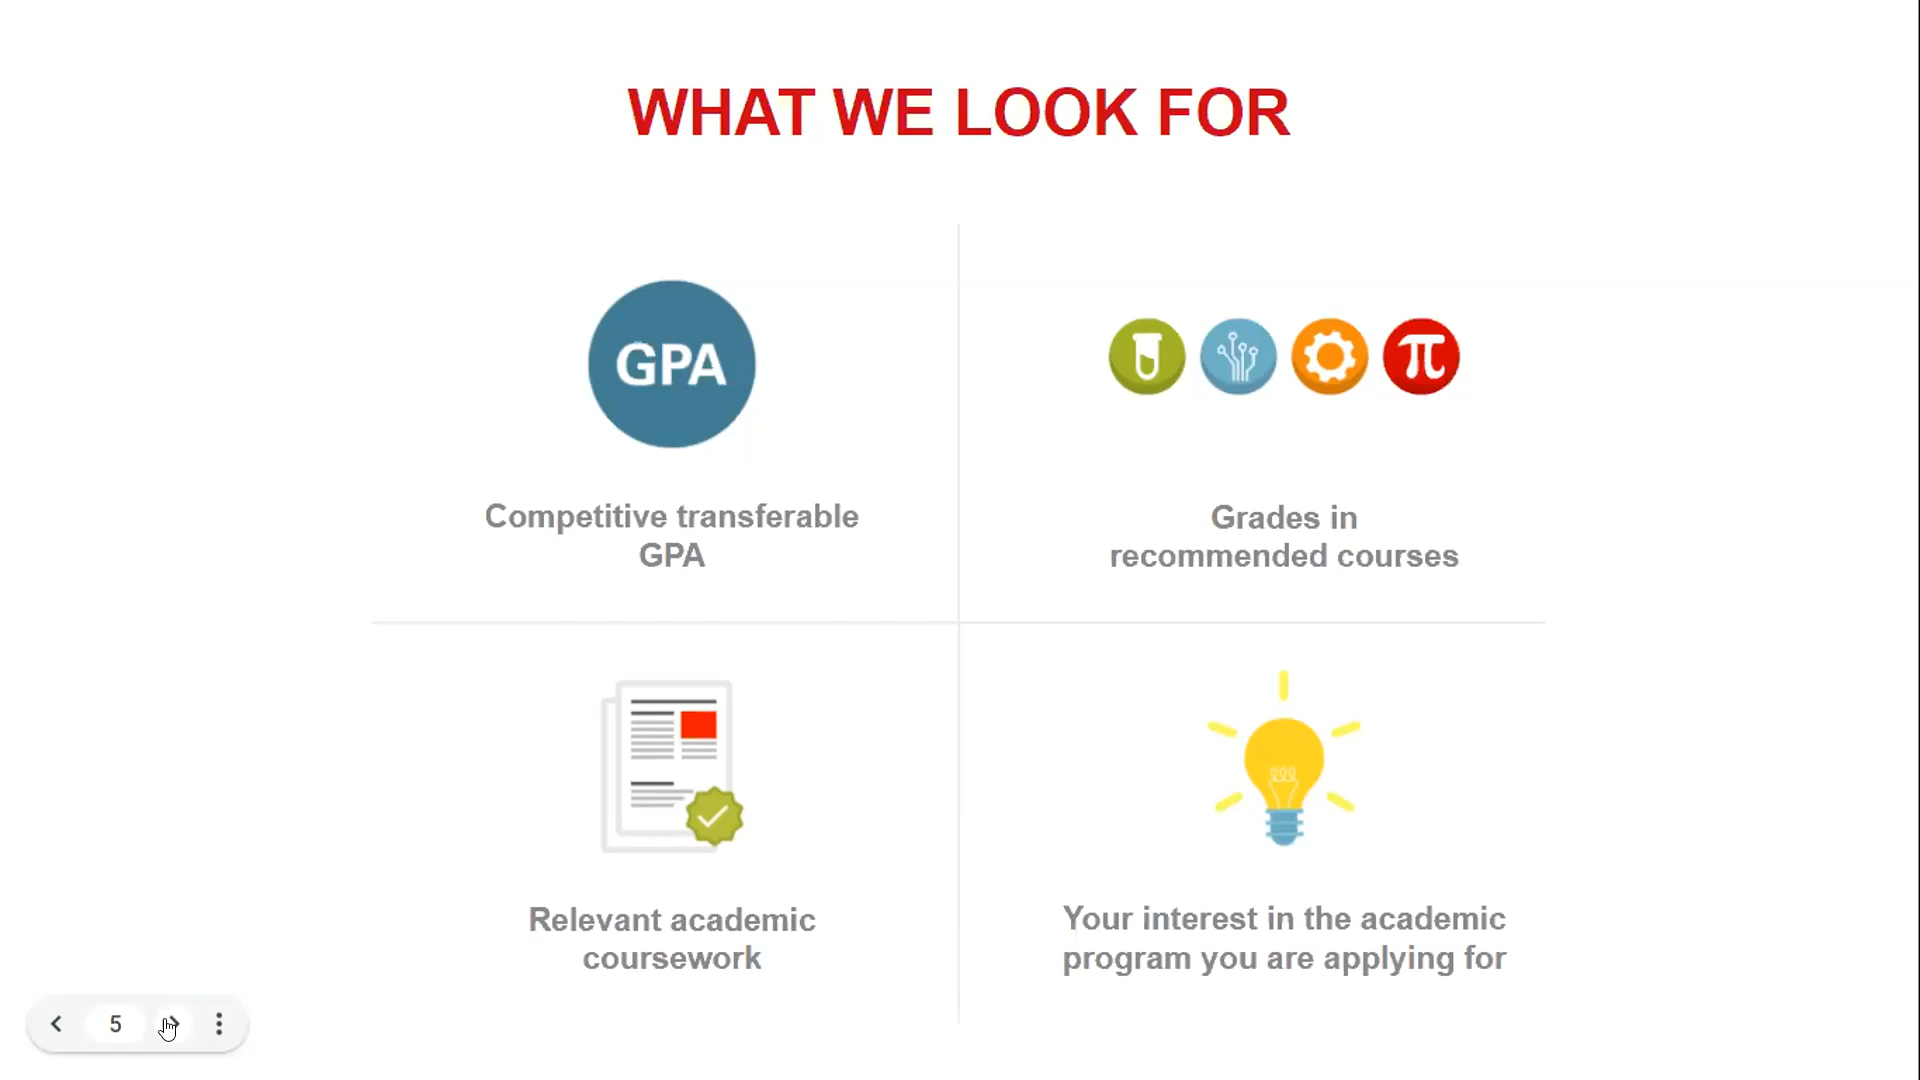 WHAT WE LOOK FOR
GPA
π
Competitive transferable
GPA
Grades in
recommended courses
Relevant academic
coursework
Your interest in the academic
program you are applying for
5